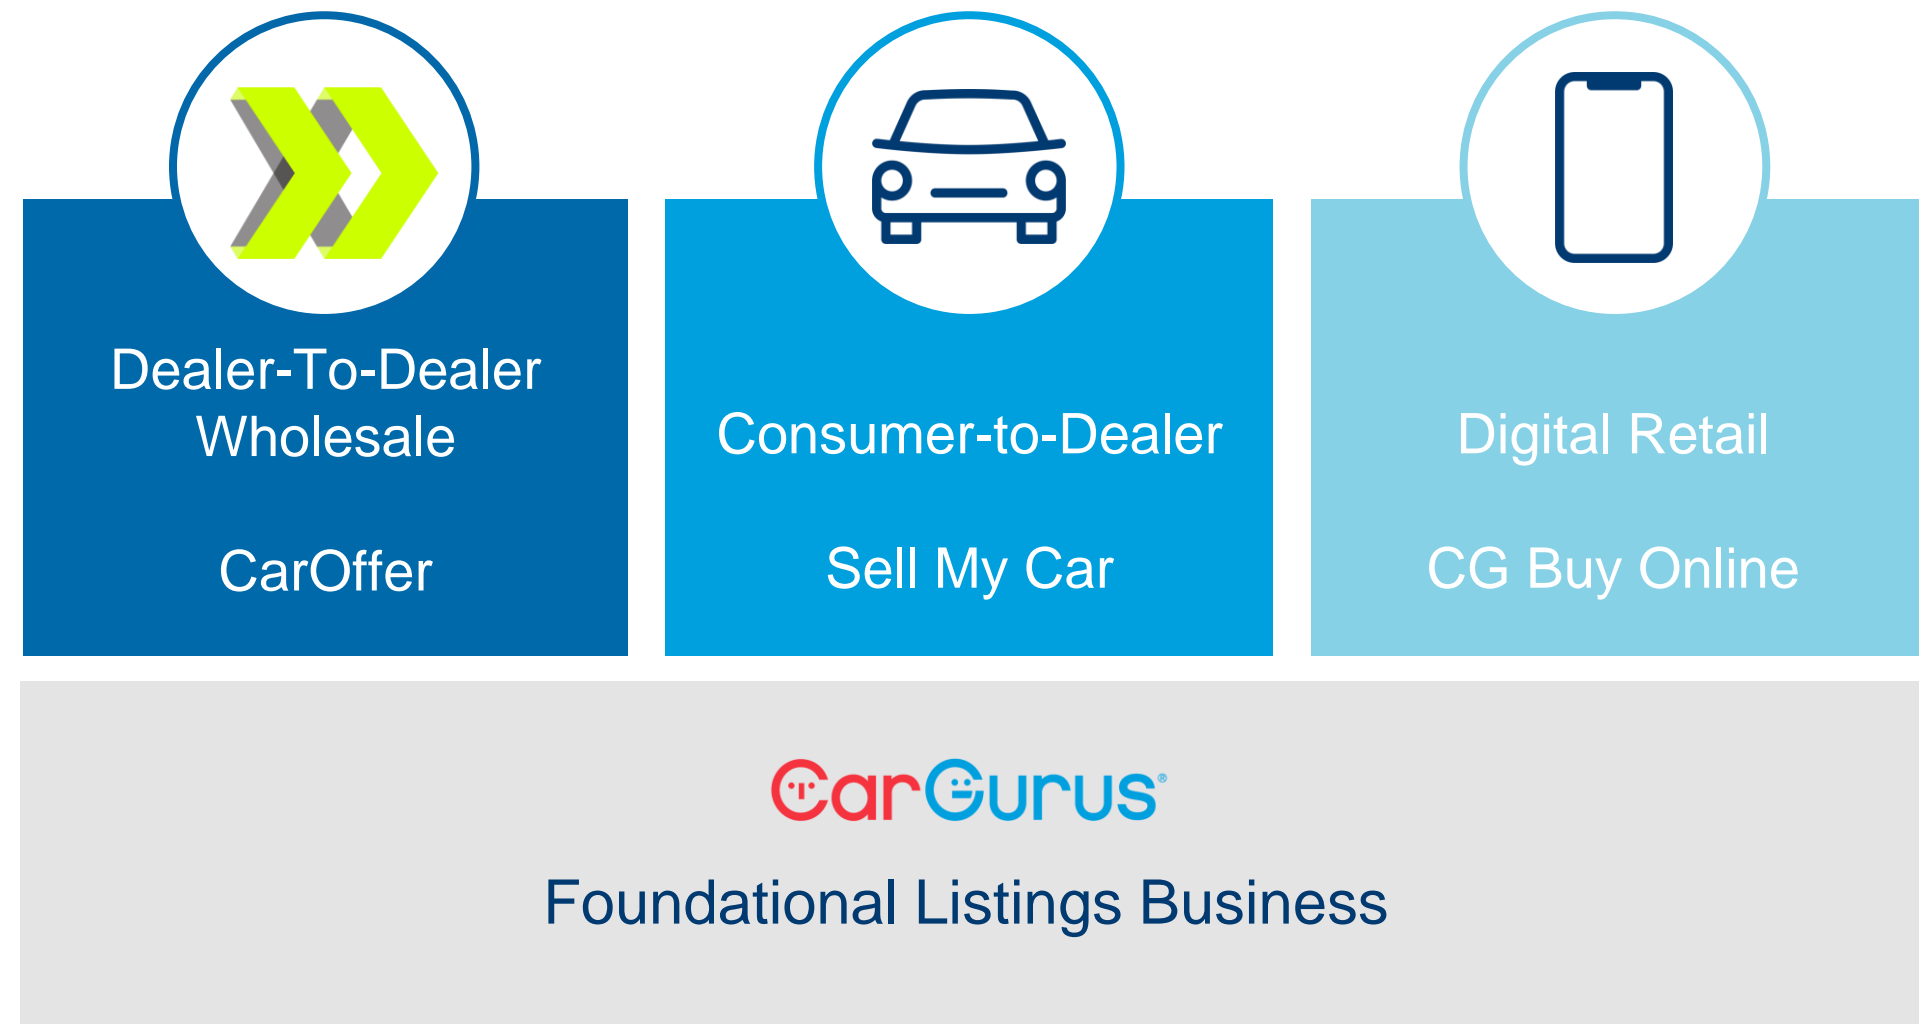 Dealer-To-Dealer
Wholesale
CarOffer
Consumer-to-Dealer
Sell My Car
Digital Retail
CG Buy Online
CarGurus®
Foundational Listings Business